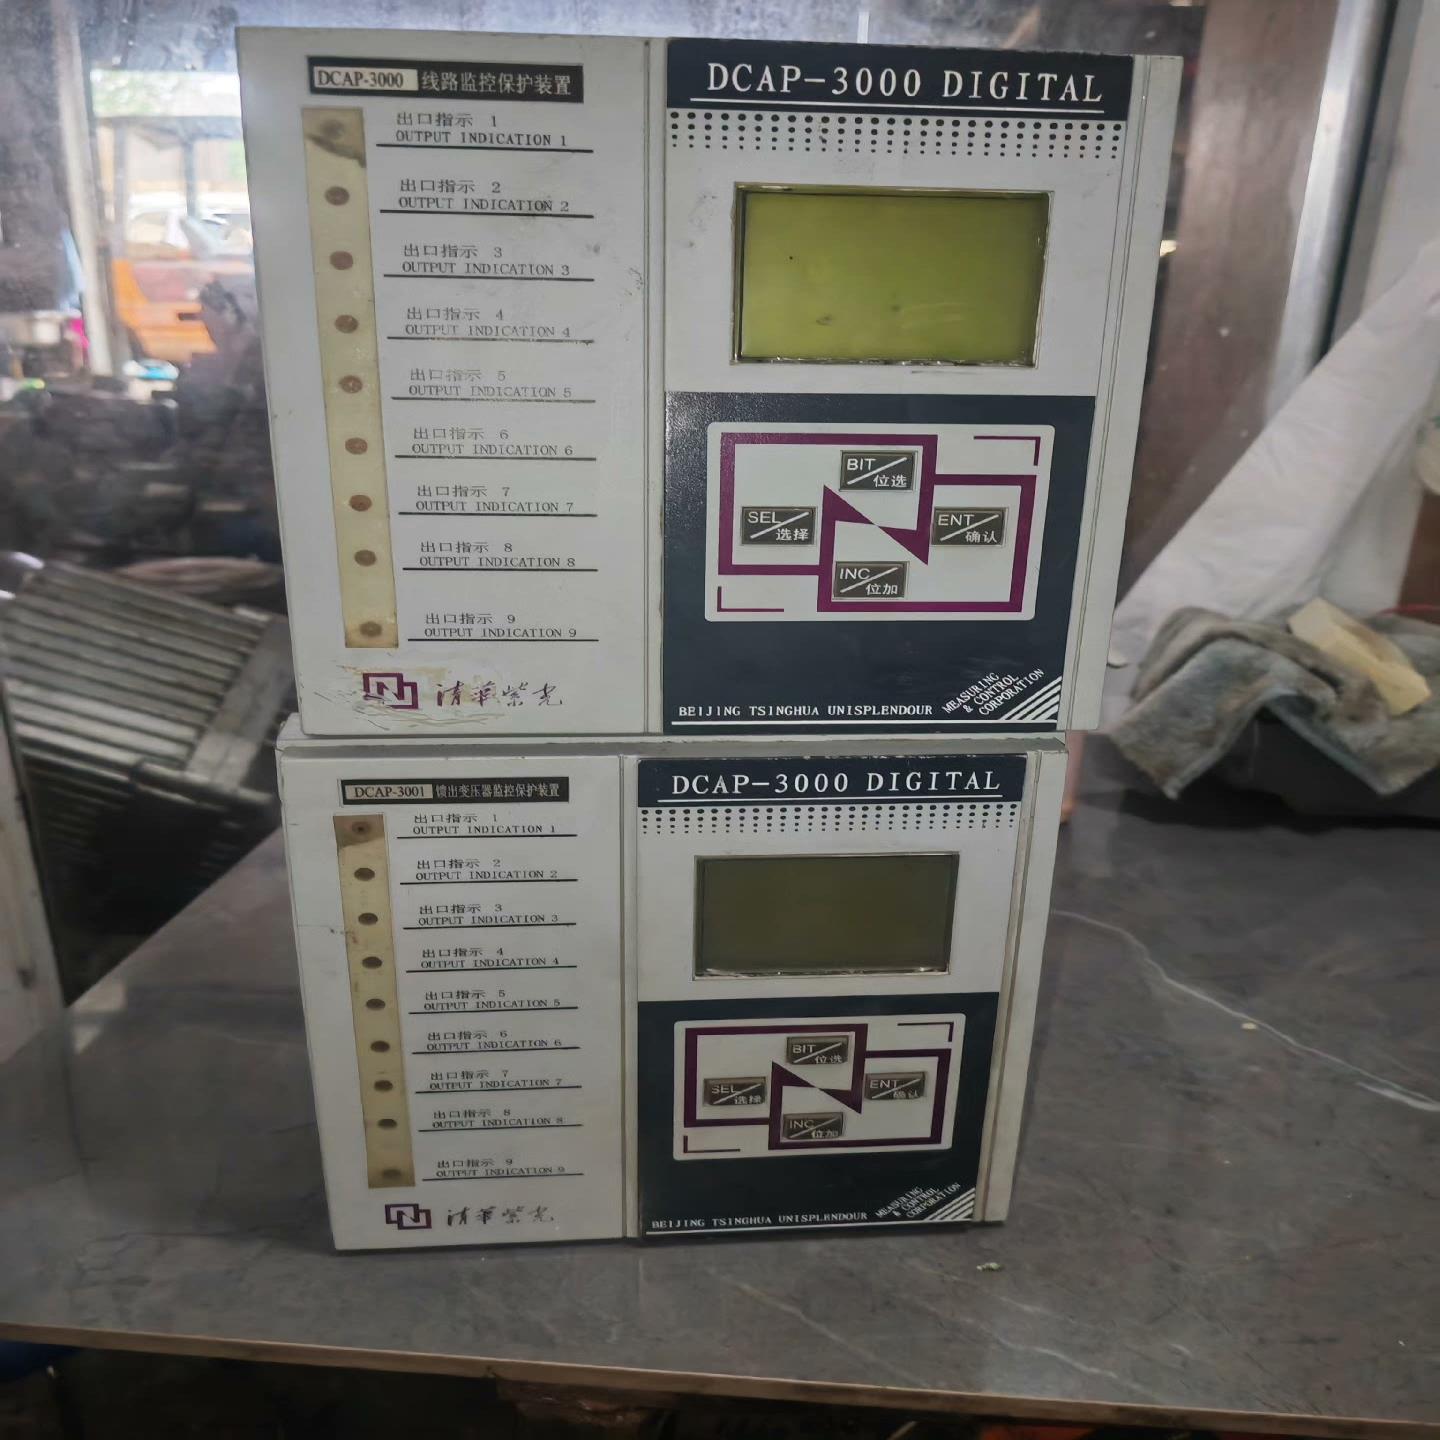 DCAP-3000 线路监控保护装置
出口指示 1
OUTPUT INDICATION 1
出口指示 2
OUTPUT INDICATION 2
出口指示 3
OUTPUT INDICATION 3
出口指示 4
OUTPUT INDICATION 4
出口指示 5
OUTPUT INDICATION 5
出口指示 6
OUTPUT INDICATION 6
出口指示 7
OUTPUT INDICATION 7
出口指示 8
OUTPUT INDICATION 8
出口指示 9
OUTPUT INDICATION 9
清華紫光
DCAP-3000 DIGITAL
BIT
位选
SEL
选择
ENT
确认
INC
位加
BEIJING TSINGHUA UNISPLENDOUR
MEASURING
& CONTROL
CORPORATION
DCAP-3001 馈出变压器监控保护装置
出口指示 1
OUTPUT INDICATION 1
出口指示 2
OUTPUT INDICATION 2
出口指示 3
OUTPUT INDICATION 3
出口指示 4
OUTPUT INDICATION 4
出口指示 5
OUTPUT INDICATION 5
出口指示 6
OUTPUT INDICATION 6
出口指示 7
OUTPUT INDICATION 7
出口指示 8
OUTPUT INDICATION 8
出口指示 9
OUTPUT INDICATION 9
清華紫光
DCAP-3000 DIGITAL
BIT
位选
SEL
选择
ENT
确认
INC
位加
BEIJING TSINGHUA UNISPLENDOUR
MEASURING
& CONTROL
CORPORATION